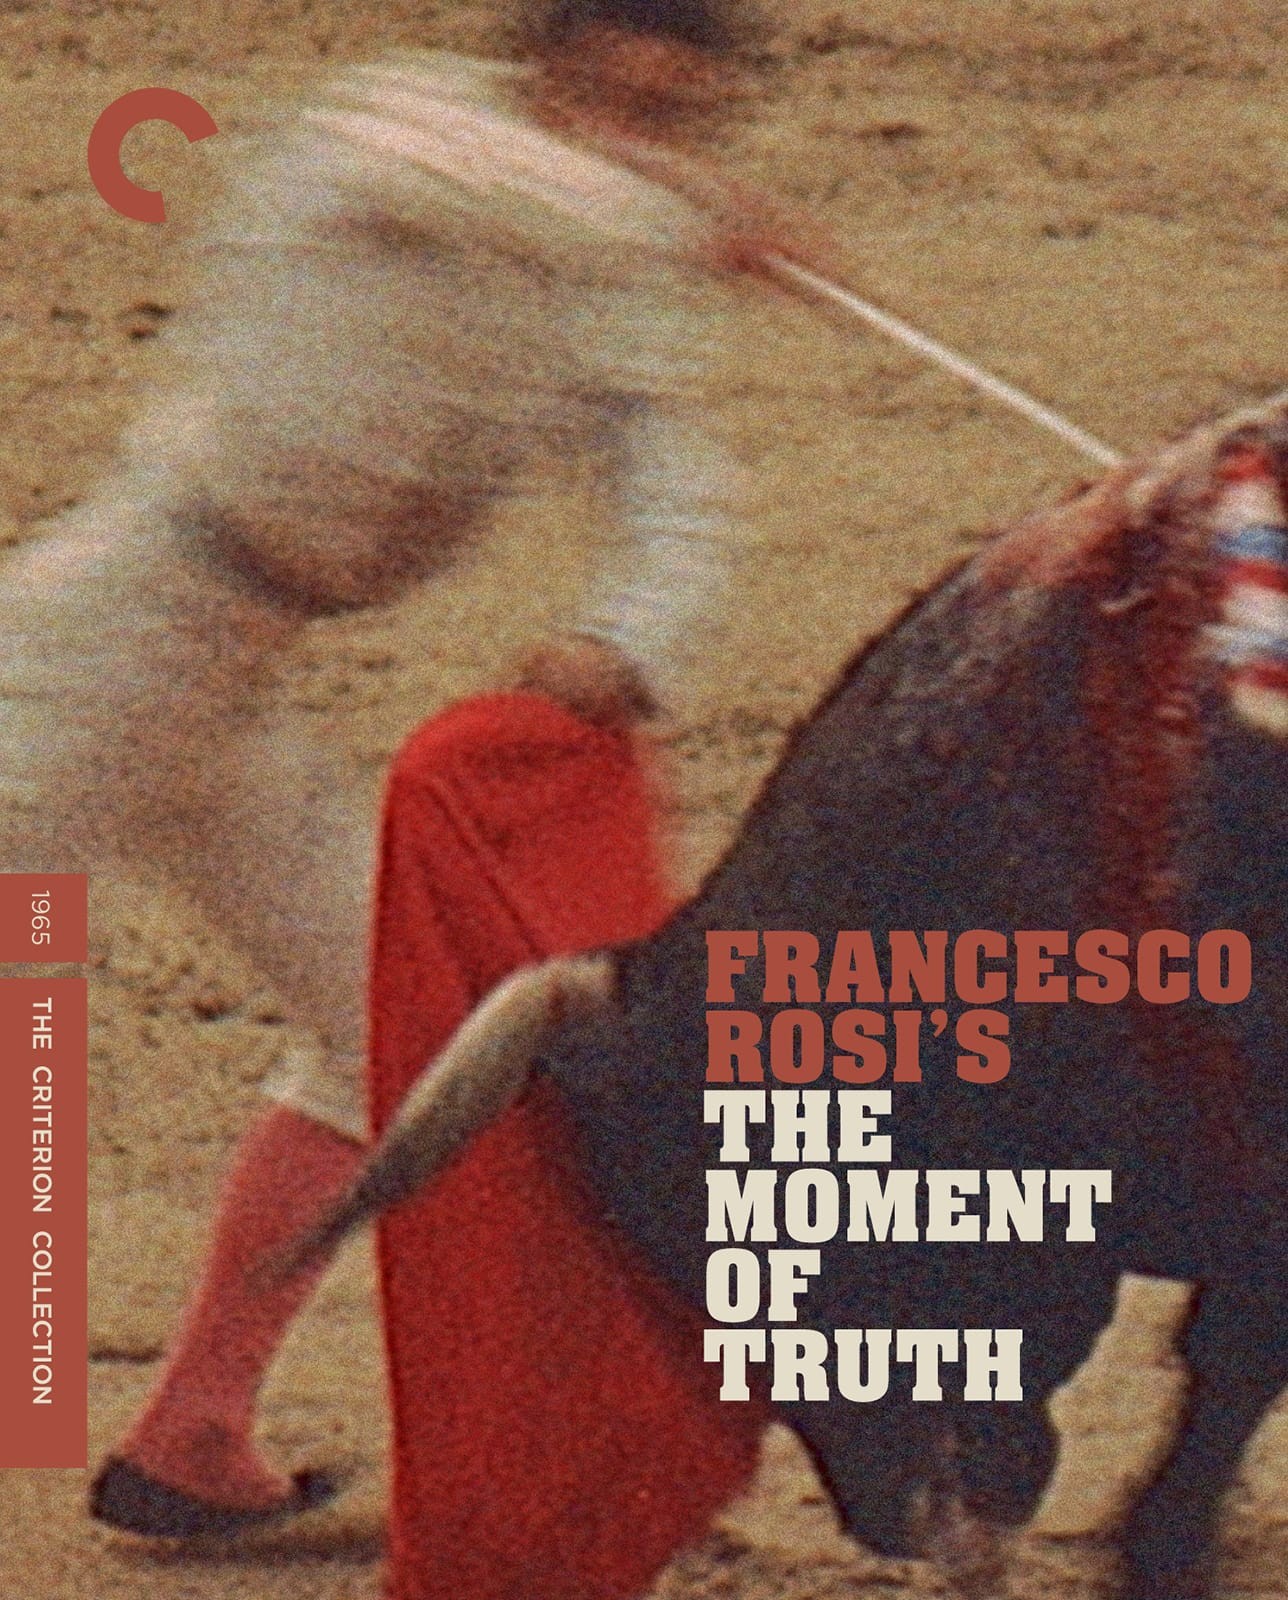 1965
THE CRITERION COLLECTION
FRANCESCO
ROSI'S
THE
MOMENT
OF
TRUTH